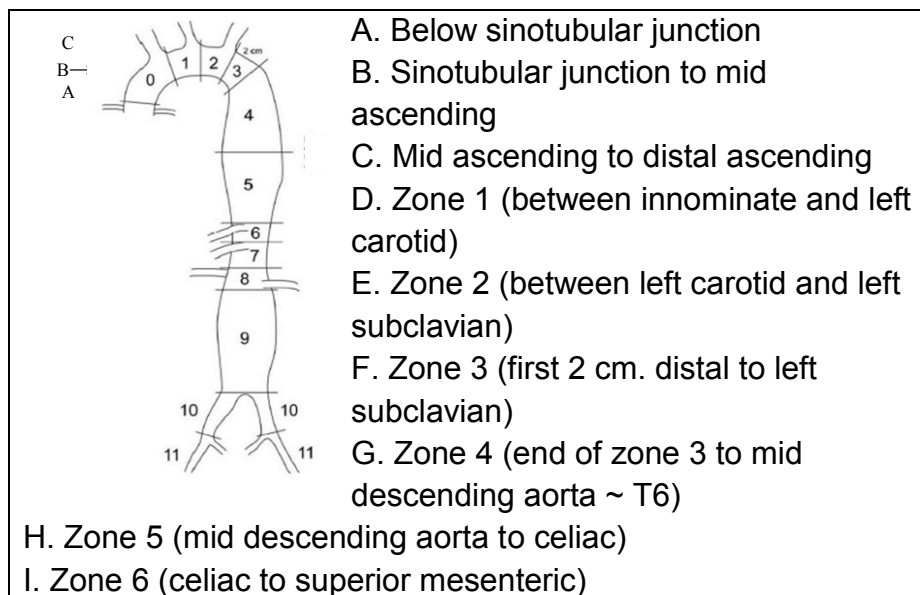 C
B
A
0
1
2
2 cm
3
4
5
6
7
8
9
10
10
11
11
A. Below sinotubular junction
B. Sinotubular junction to mid
ascending
C. Mid ascending to distal ascending
D. Zone 1 (between innominate and left
carotid)
E. Zone 2 (between left carotid and left
subclavian)
F. Zone 3 (first 2 cm. distal to left
subclavian)
G. Zone 4 (end of zone 3 to mid
descending aorta ~ T6)
H. Zone 5 (mid descending aorta to celiac)
I. Zone 6 (celiac to superior mesenteric)